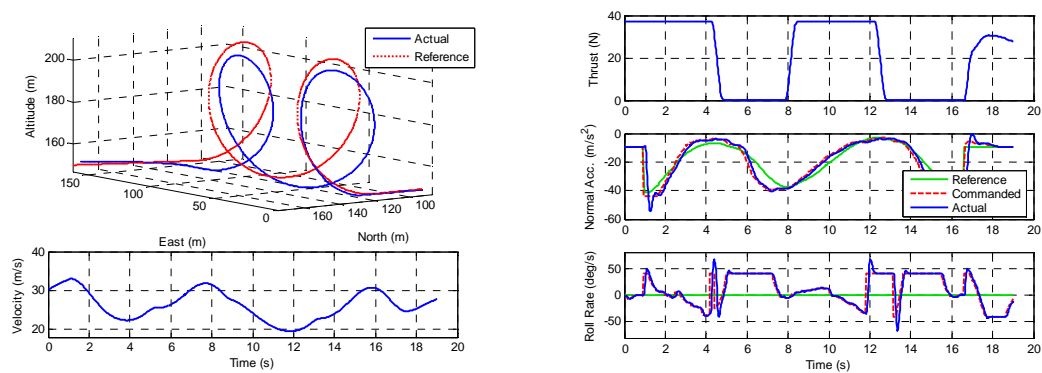 Actual
Reference
Altitude (m)
210
200
180
160
150
100
50
0
160
140
120
100
East (m)
North (m)
Velocity (m/s)
40
30
20
0 2 4 6 8 10 12 14 16 18 20
Time (s)
Thrust (N)
40
20
0
0 2 4 6 8 10 12 14 16 18 20
Normal Acc. (m/s²)
0
-20
-40
-60
0 2 4 6 8 10 12 14 16 18 20
Reference
Commanded
Actual
Roll Rate (deg/s)
50
0
-50
0 2 4 6 8 10 12 14 16 18 20
Time (s)